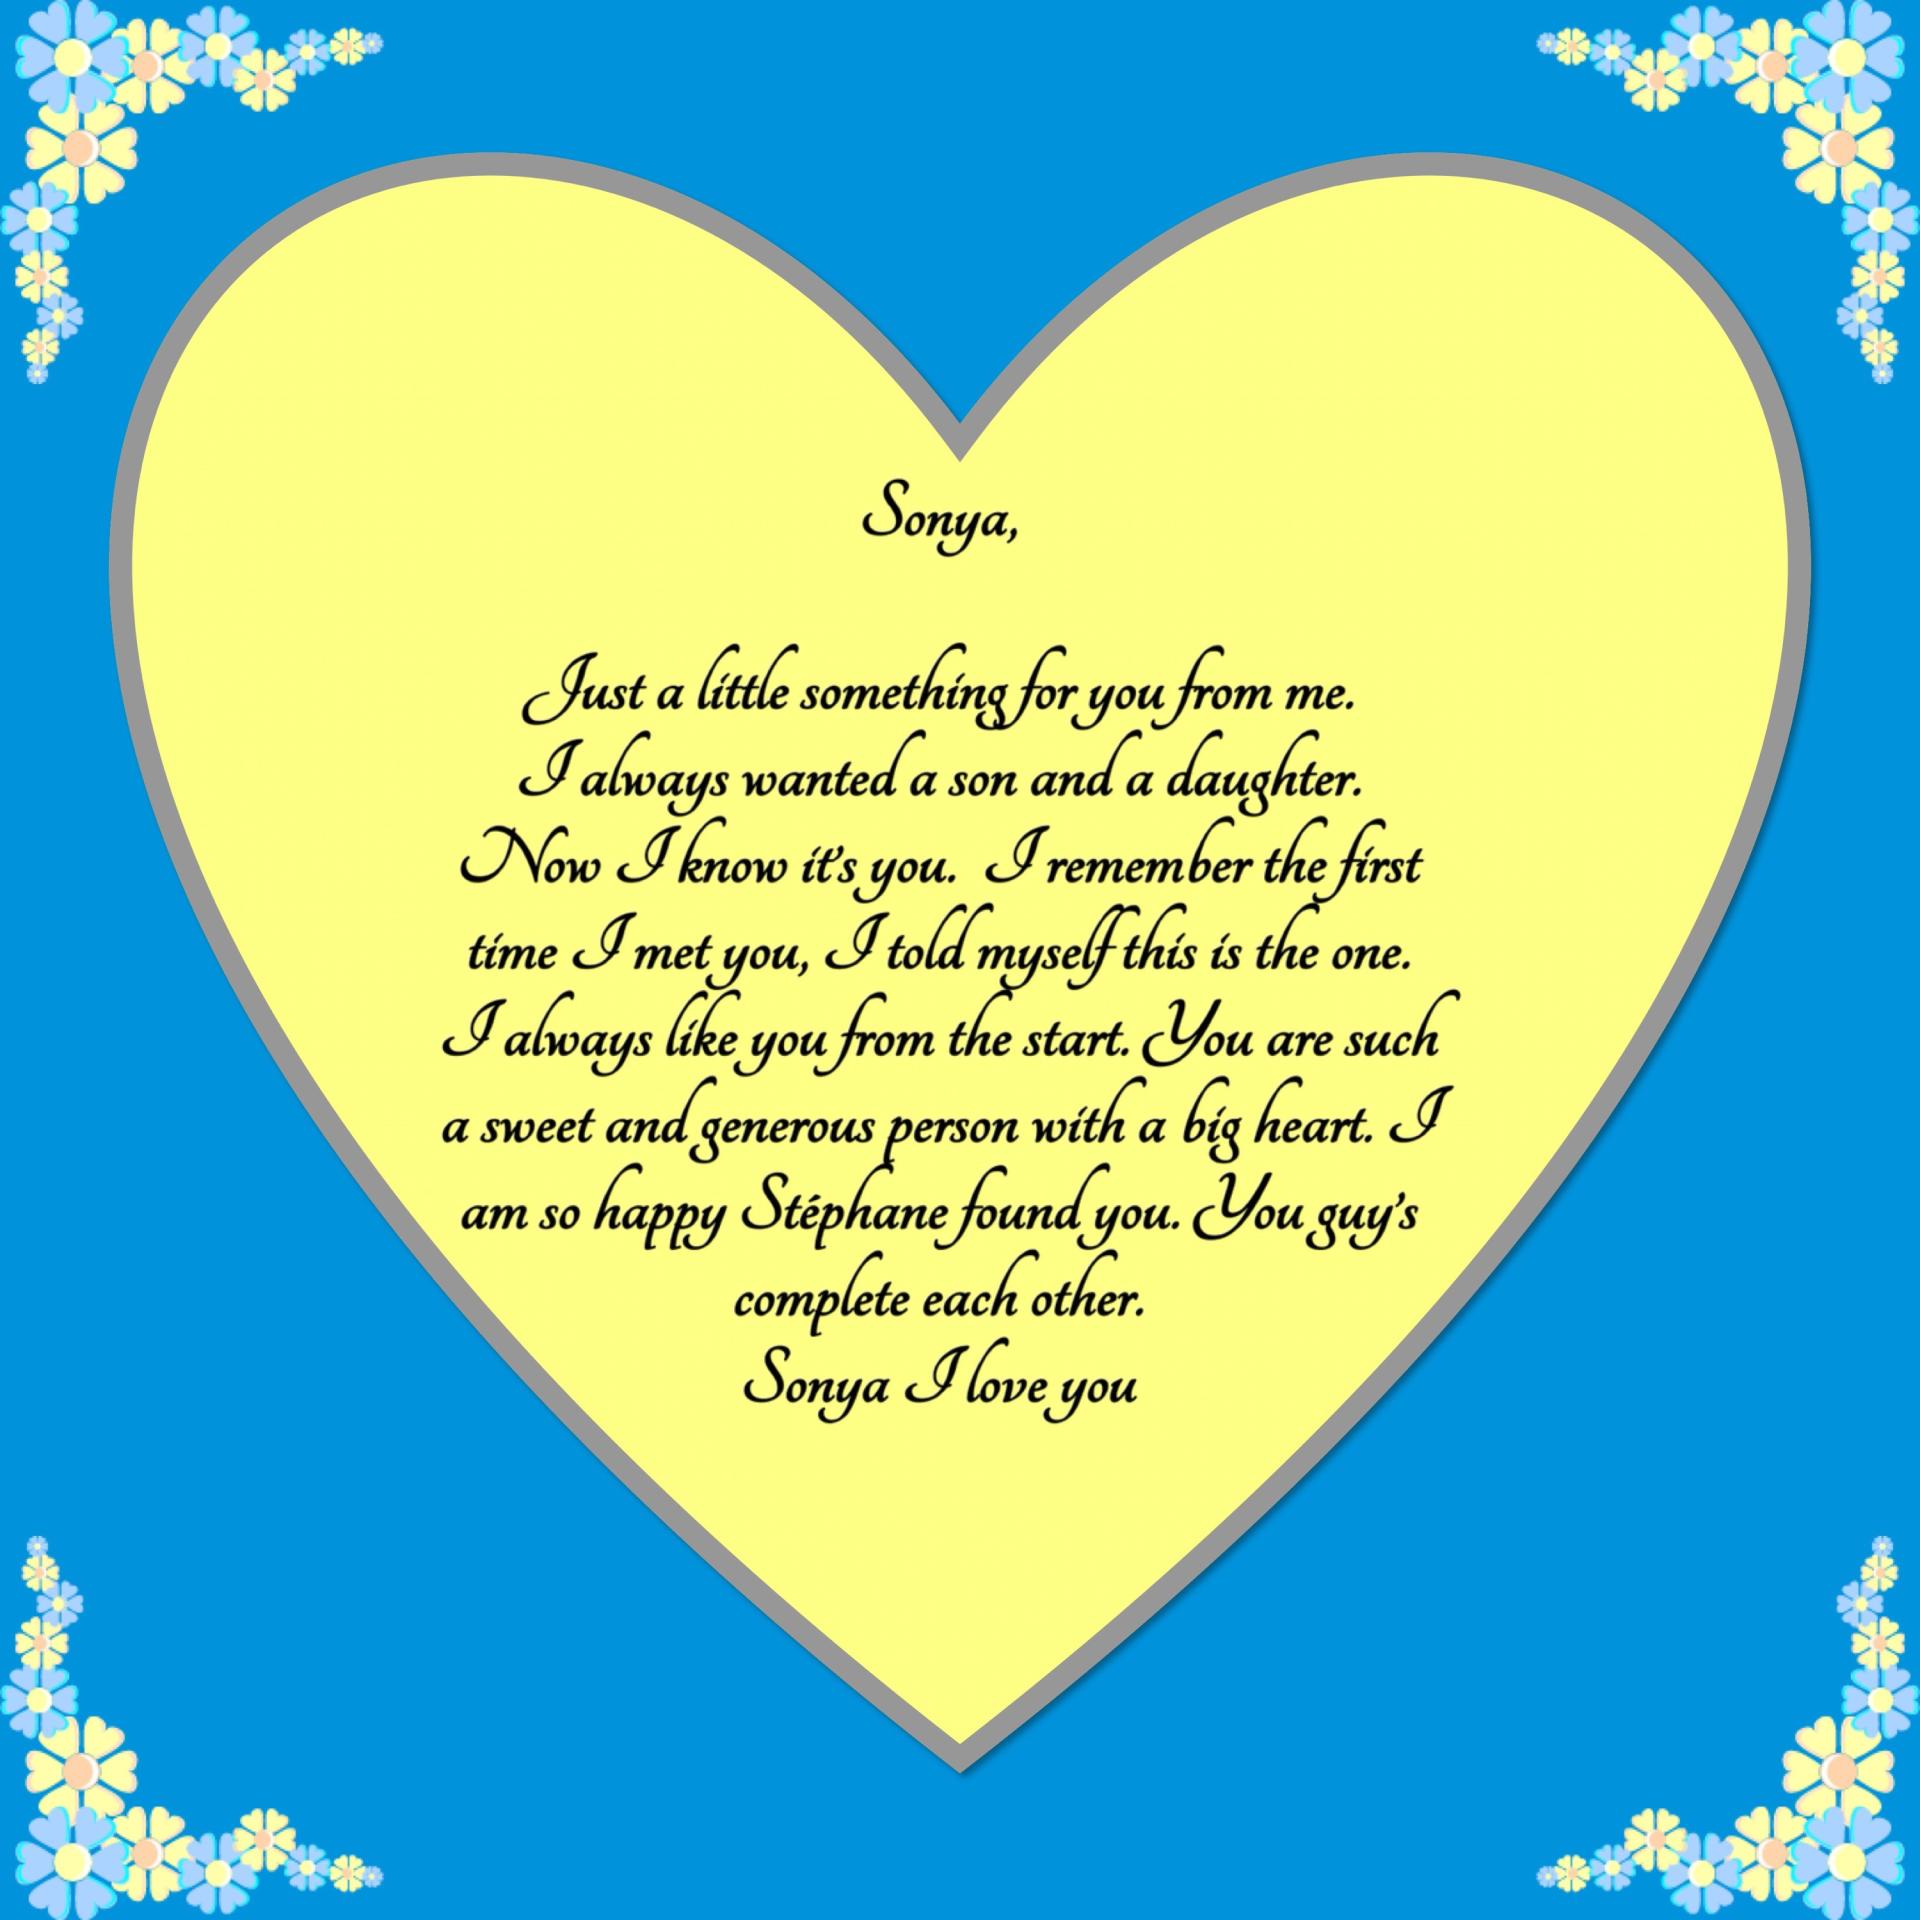 Sonya,
Just a little something for you from me.
I always wanted a son and a daughter.
Now I know it's you. I remember the first
time I met you, I told myself this is the one.
I always like you from the start. You are such
a sweet and generous person with a big heart. I
am so happy Stéphane found you. You guy's
complete each other.
Sonya I love you